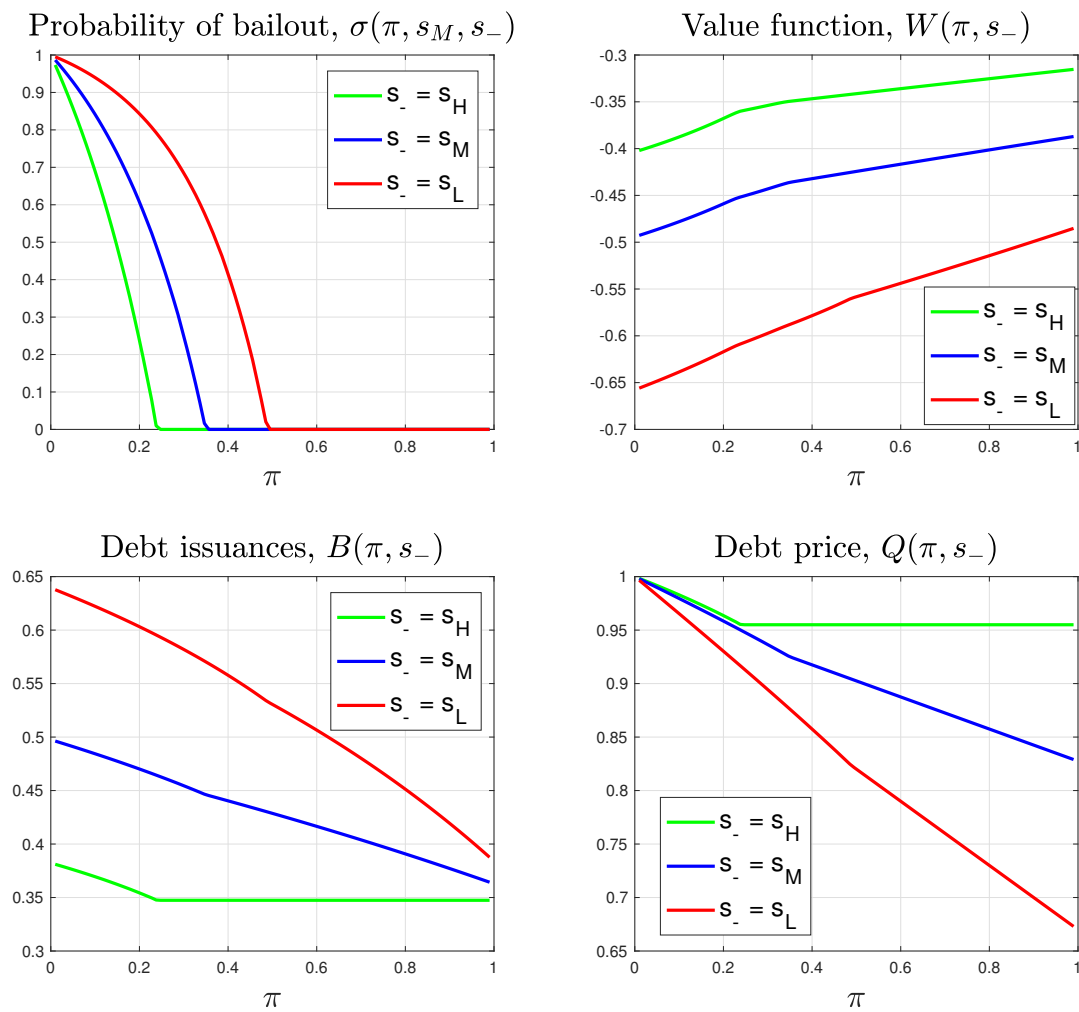 Probability of bailout, σ(π, s_M, s_−)
1
0.9
0.8
0.7
0.6
0.5
0.4
0.3
0.2
0.1
0
0 0.2 0.4 0.6 0.8 1
π
s_- = s_H
s_- = s_M
s_- = s_L
Value function, W(π, s_−)
-0.3
-0.35
-0.4
-0.45
-0.5
-0.55
-0.6
-0.65
-0.7
0 0.2 0.4 0.6 0.8 1
π
s_- = s_H
s_- = s_M
s_- = s_L
Debt issuances, B(π, s_−)
0.65
0.6
0.55
0.5
0.45
0.4
0.35
0.3
0 0.2 0.4 0.6 0.8 1
π
s_- = s_H
s_- = s_M
s_- = s_L
Debt price, Q(π, s_−)
1
0.95
0.9
0.85
0.8
0.75
0.7
0.65
0 0.2 0.4 0.6 0.8 1
π
s_- = s_H
s_- = s_M
s_- = s_L